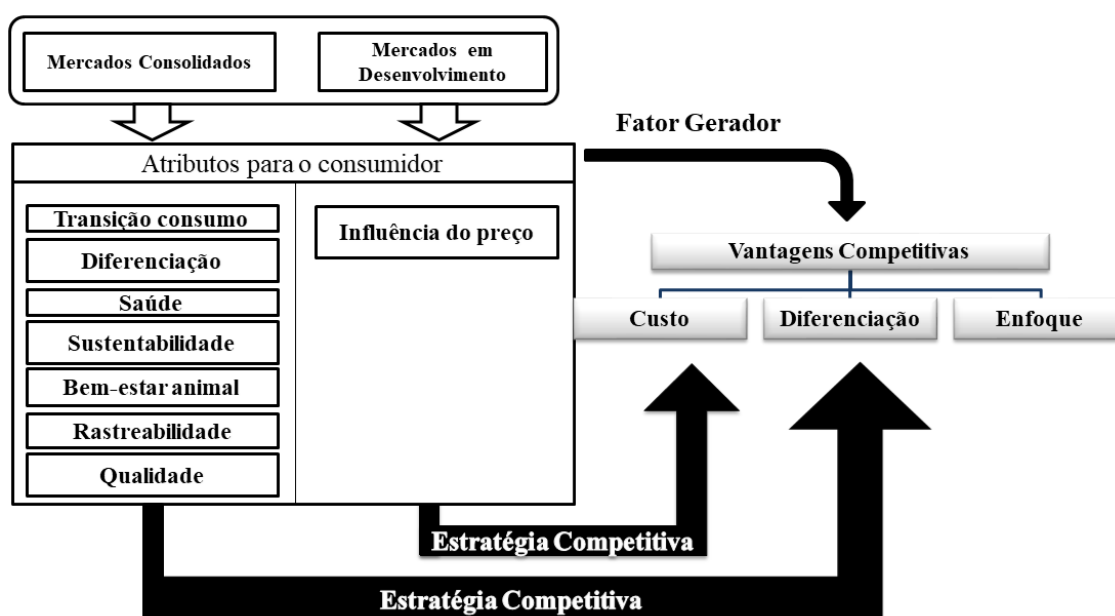 Mercados Consolidados
Mercados em
Desenvolvimento
Fator Gerador
Atributos para o consumidor
Transição consumo
Diferenciação
Saúde
Sustentabilidade
Bem-estar animal
Rastreabilidade
Qualidade
Influência do preço
Vantagens Competitivas
Custo
Diferenciação
Enfoque
Estratégia Competitiva
Estratégia Competitiva